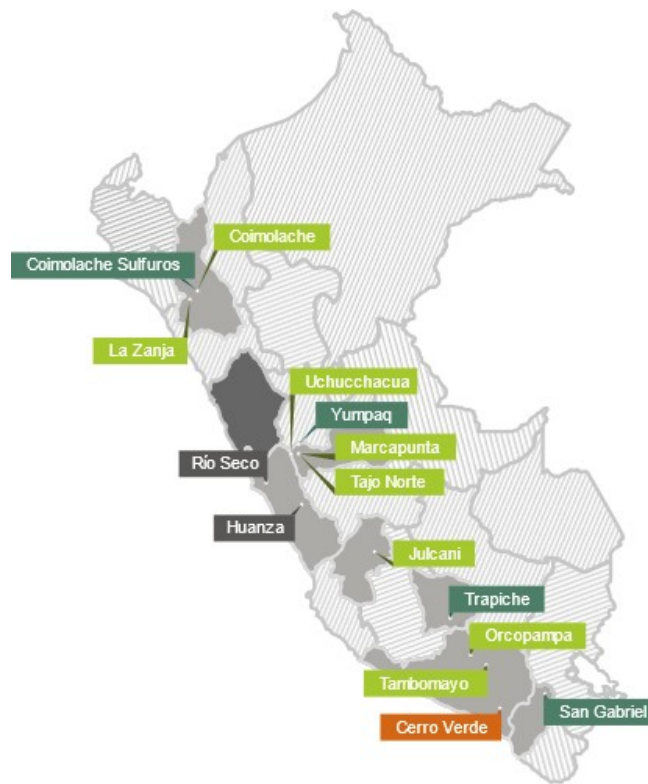 Coimolache
Coimolache Sulfuros
La Zanja
Uchucchacua
Yumpaq
Marcapunta
Río Seco
Tajo Norte
Huanza
Julcani
Trapiche
Orcopampa
Tambomayo
San Gabriel
Cerro Verde